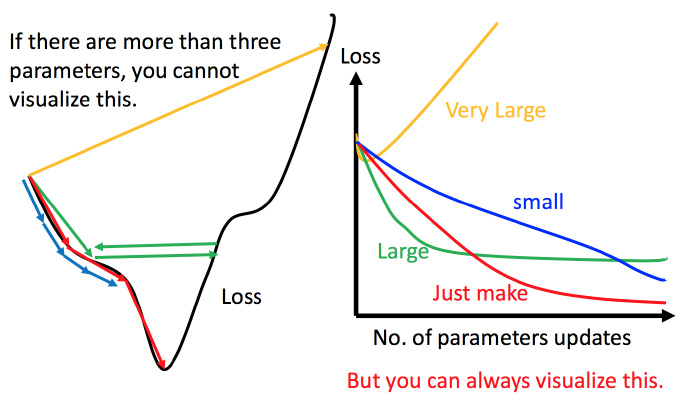 If there are more than three
parameters, you cannot
visualize this.
Loss
Loss
Very Large
small
Large
Just make
No. of parameters updates
But you can always visualize this.